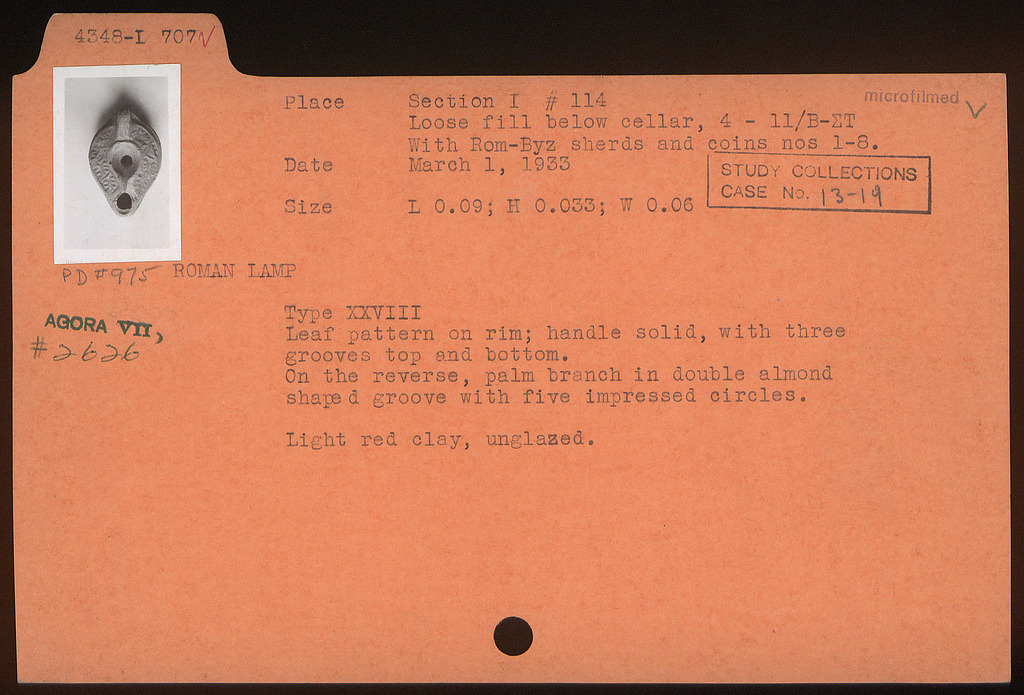 4348-I 707 ✓
Place Section I # 114
Loose fill below cellar, 4 - 11/B-ΣΤ
With Rom-Byz sherds and coins nos 1-8.
Date March 1, 1933
microfilmed ✓
STUDY COLLECTIONS
CASE No. 13-19
Size L 0.09; H 0.033; W 0.06
PD #975 ROMAN LAMP
AGORA VII,
#2626
Type XXVIII
Leaf pattern on rim; handle solid, with three
grooves top and bottom.
On the reverse, palm branch in double almond
shaped groove with five impressed circles.
Light red clay, unglazed.